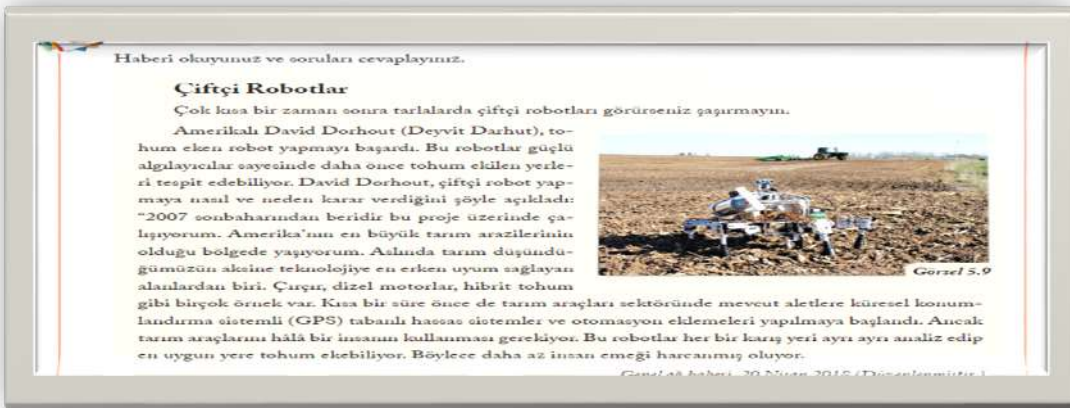 Haberi okuyunuz ve soruları cevaplayınız.
Çiftçi Robotlar
Çok kısa bir zaman sonra tarlalarda çiftçi robotları görürseniz şaşırmayın.
Amerikalı David Dorhout (Deyvit Darhut), to-
hum eken robot yapmayı başardı. Bu robotlar güçlü
algılayıcılar sayesinde daha önce tohum ekilen yerle-
ri tespit edebiliyor. David Dorhout, çiftçi robot yap-
maya nasıl ve neden karar verdiğini şöyle açıkladı:
“2007 sonbaharından beridir bu proje üzerinde ça-
lışıyorum. Amerika’nın en büyük tarım arazilerinin
olduğu bölgede yaşıyorum. Aslında tarım düşündü-
ğümüzün aksine teknolojiye en erken uyum sağlayan
alanlardan biri. Çırçır, dizel motorlar, hibrit tohum
gibi birçok örnek var. Kısa bir süre önce de tarım araçları sektöründe mevcut aletlere küresel konum-
landırma sistemli (GPS) tabanlı hassas sistemler ve otomasyon eklemeleri yapılmaya başlandı. Ancak
tarım araçlarını hâlâ bir insanın kullanması gerekiyor. Bu robotlar her bir karış yeri ayrı ayrı analiz edip
en uygun yere tohum ekebiliyor. Böylece daha az insan emeği harcanmış oluyor.
Görsel 5.9
Genel ağ haberi, 20 Nisan (Düzenlenmiştir.)